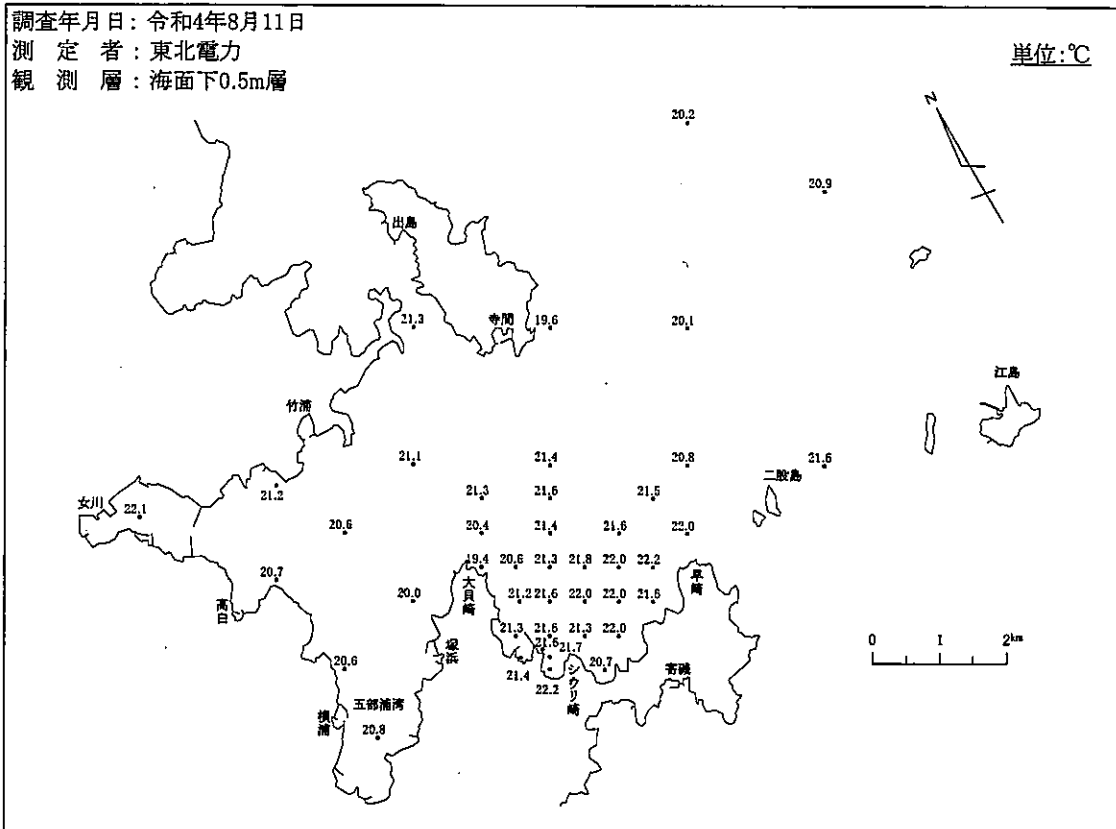 調査年月日：令和4年8月11日
測 定 者：東北電力
観 測 層：海面下0.5m層
単位:℃
20.2
N
20.9
出島
21.3
寺間
19.6
20.1
江島
竹浦
21.1
21.4
20.8
21.6
二股島
21.2
21.3
21.6
21.5
女川
22.1
20.6
20.4
21.4
21.6
22.0
19.4
20.6
21.3
21.8
22.0
22.2
20.7
大貝崎
早崎
高白
20.0
21.2
21.6
22.0
22.0
21.6
塚浜
21.3
21.6
21.3
22.0
21.6
21.7
0
1
2km
20.6
21.4
20.7
寄磯
22.2
シウリ崎
五部浦湾
横浦
20.8